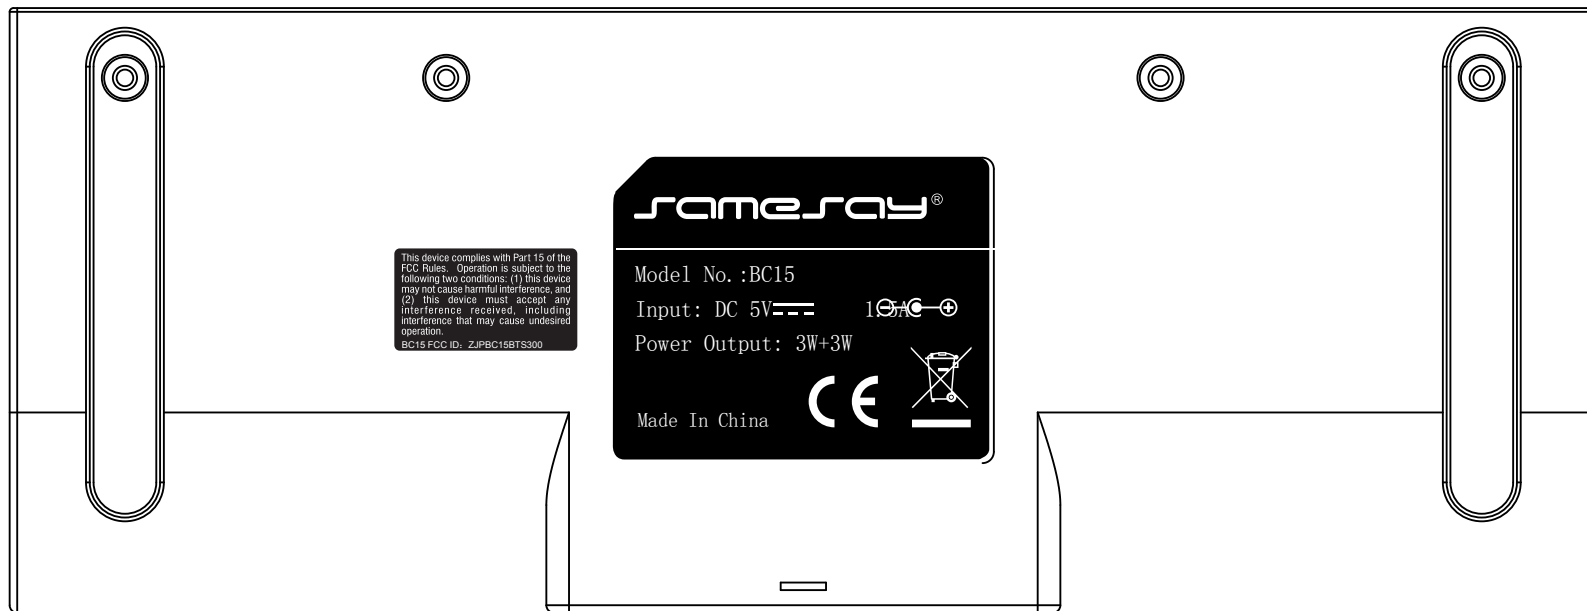 This device complies with Part 15 of the
FCC Rules. Operation is subject to the
following two conditions: (1) this device
may not cause harmful interference, and
(2) this device must accept any
interference received, including
interference that may cause undesired
operation.
BC15 FCC ID: ZJPBC15BTS300
samesay®
Model No.:BC15
Input: DC 5V 1.5A
Power Output: 3W+3W
CE
Made In China